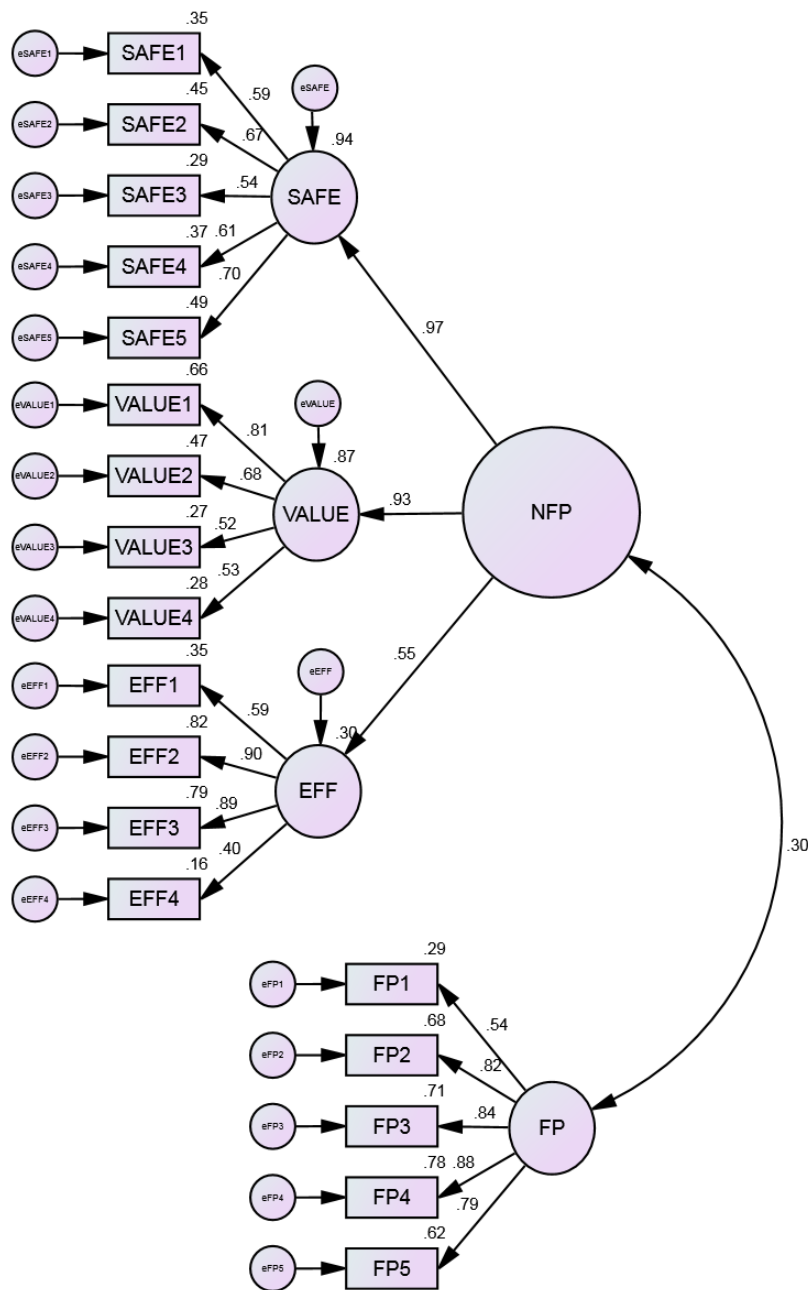 .35
eSAFE1 SAFE1
.59
eSAFE
.45
eSAFE2 SAFE2
.67
.94
.29
eSAFE3 SAFE3
.54
SAFE
.37 .61
eSAFE4 SAFE4
.70
.49
eSAFE5 SAFE5
.97
.66
eVALUE1 VALUE1
.81
eVALUE
.47
eVALUE2 VALUE2
.68
.87
.27
eVALUE3 VALUE3
.52
VALUE
.93
NFP
.28 .53
eVALUE4 VALUE4
.35
eEFF1 EFF1
.59
eEFF
.55
.82
eEFF2 EFF2
.90
.30
.79
eEFF3 EFF3
.89
EFF
.16 .40
eEFF4 EFF4
.30
.29
eFP1 FP1
.54
.68
eFP2 FP2
.82
.71
eFP3 FP3
.84
FP
.78 .88
eFP4 FP4
.79
.62
eFP5 FP5